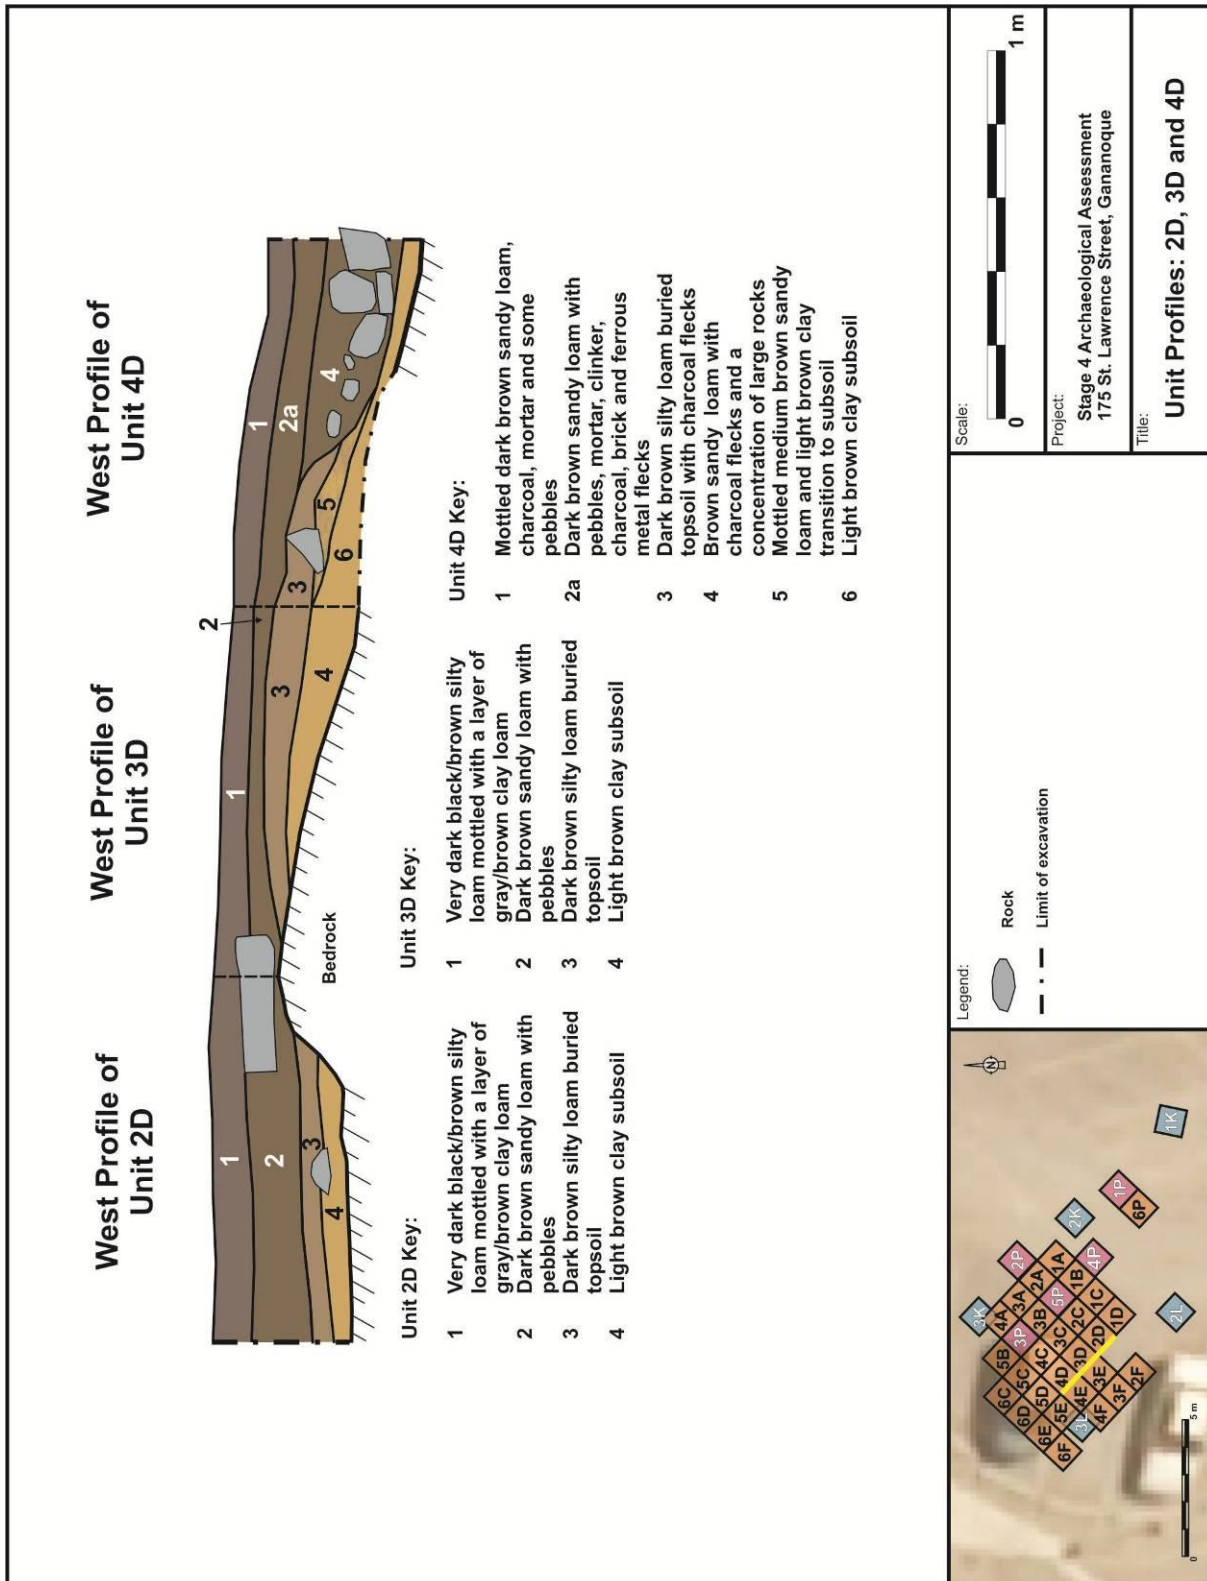 West Profile of
Unit 2D
West Profile of
Unit 3D
West Profile of
Unit 4D
1
2
3
4
1
2
3
4
1
2a
3
4
5
6
Bedrock
Unit 2D Key:
1 Very dark black/brown silty
loam mottled with a layer of
gray/brown clay loam
2 Dark brown sandy loam with
pebbles
3 Dark brown silty loam buried
topsoil
4 Light brown clay subsoil
Unit 3D Key:
1 Very dark black/brown silty
loam mottled with a layer of
gray/brown clay loam
2 Dark brown sandy loam with
pebbles
3 Dark brown silty loam buried
topsoil
4 Light brown clay subsoil
Unit 4D Key:
1 Mottled dark brown sandy loam,
charcoal, mortar and some
pebbles
2a Dark brown sandy loam with
pebbles, mortar, clinker,
charcoal, brick and ferrous
metal flecks
3 Dark brown silty loam buried
topsoil with charcoal flecks
4 Brown sandy loam with
charcoal flecks and a
concentration of large rocks
5 Mottled medium brown sandy
loam and light brown clay
transition to subsoil
6 Light brown clay subsoil
N
3K
2P
2K
1P
6P
1K
4A
3A
2A
1A
4P
5B
3P
3B
5P
1B
6C
5C
4C
3C
2C
1C
6D
5D
4D
3D
2D
1D
6E
5E
4E
3E
6F
3L
4F
3F
2F
2L
0
5 m
Legend:
Rock
Limit of excavation
Scale:
0
1 m
Project:
Stage 4 Archaeological Assessment
175 St. Lawrence Street, Gananoque
Title:
Unit Profiles: 2D, 3D and 4D